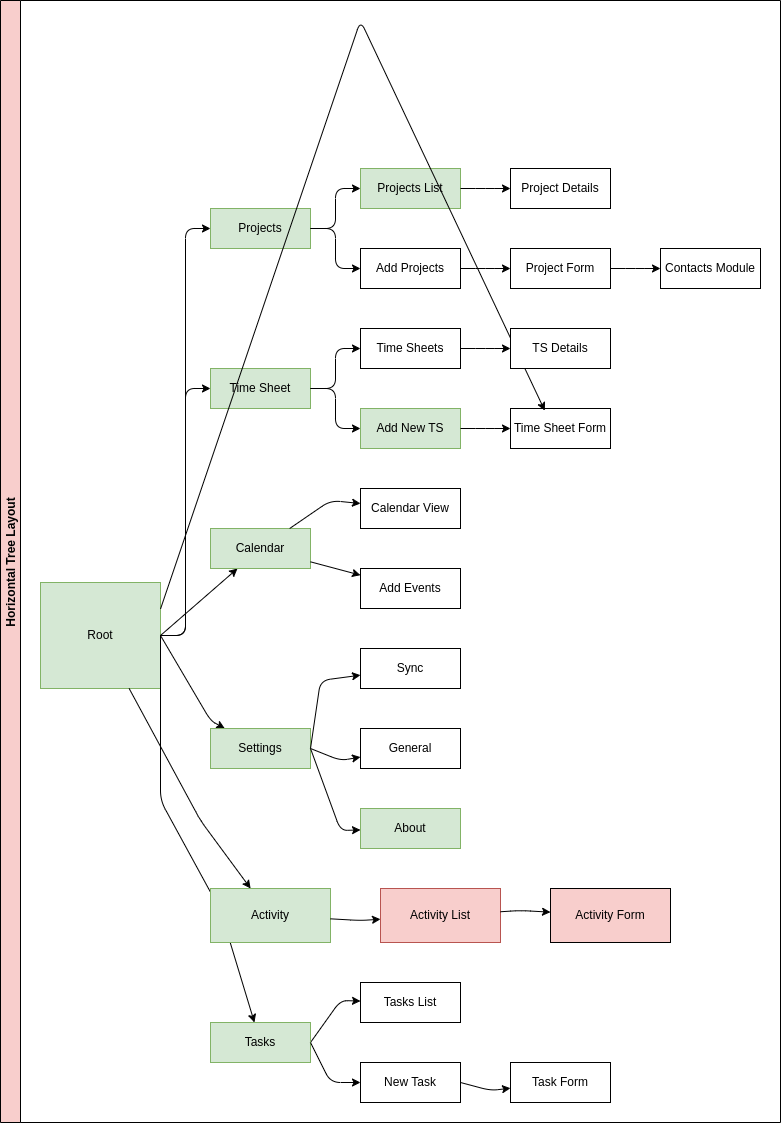 Horizontal Tree Layout
Root
Projects
Projects List
Project Details
Add Projects
Project Form
Contacts Module
Time Sheet
Time Sheets
TS Details
Add New TS
Time Sheet Form
Calendar
Calendar View
Add Events
Settings
Sync
General
About
Activity
Activity List
Activity Form
Tasks
Tasks List
New Task
Task Form